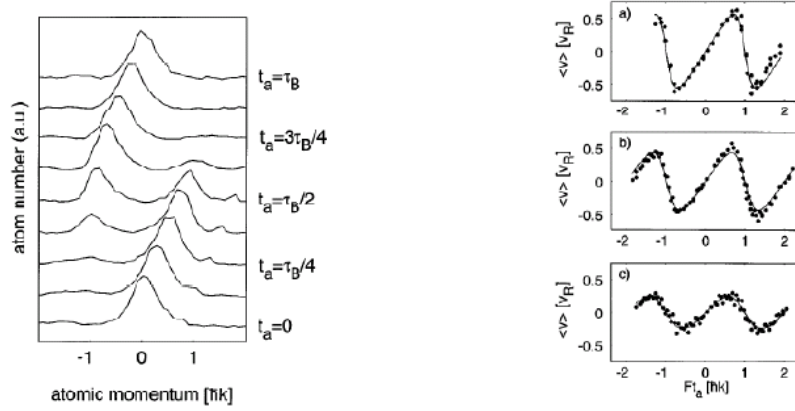 atom number (a.u)
t_a=τ_B
t_a=3τ_B/4
t_a=τ_B/2
t_a=τ_B/4
t_a=0
-1 0 1
atomic momentum [ħk]
a)
<v> [v_R]
0.5
0
-0.5
-2 -1 0 1 2
b)
<v> [v_R]
0.5
0
-0.5
-2 -1 0 1 2
c)
<v> [v_R]
0.5
0
-0.5
-2 -1 0 1 2
Ft_a [ħk]